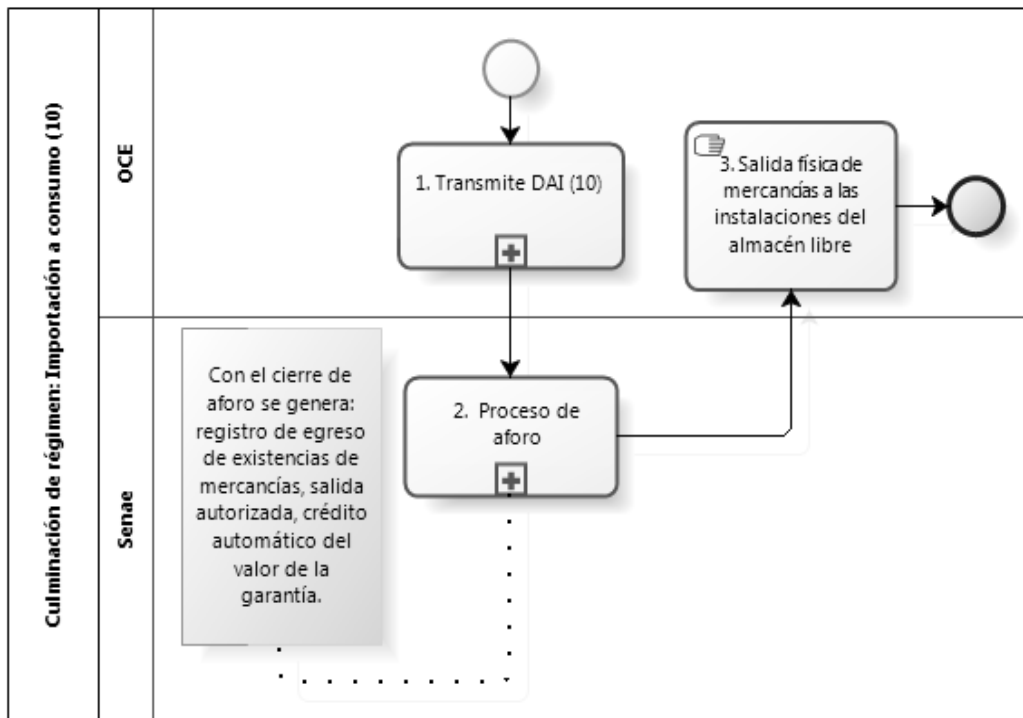 Culminación de régimen: Importación a consumo (10)
OCE
1. Transmite DAI (10)
3. Salida física de
mercancías a las
instalaciones del
almacén libre
Senae
Con el cierre de
aforo se genera:
registro de egreso
de existencias de
mercancías, salida
autorizada, crédito
automático del
valor de la
garantía.
2. Proceso de
aforo